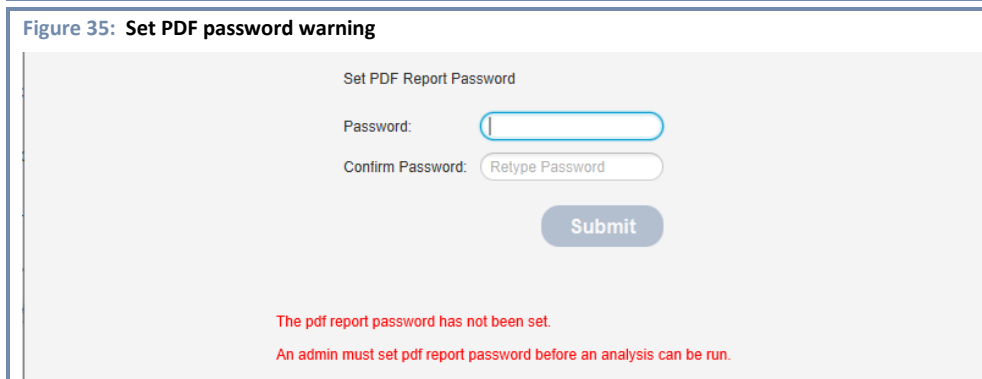 Figure 35: Set PDF password warning
Set PDF Report Password
Password:
Confirm Password: Retype Password
Submit
The pdf report password has not been set.
An admin must set pdf report password before an analysis can be run.